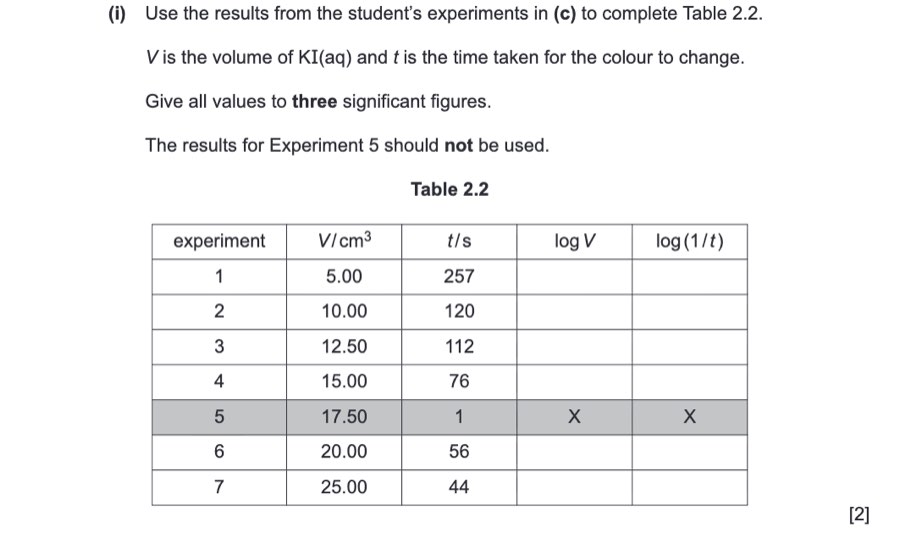 (i) Use the results from the student's experiments in (c) to complete Table 2.2.
V is the volume of KI(aq) and t is the time taken for the colour to change.
Give all values to three significant figures.
The results for Experiment 5 should not be used.
Table 2.2
experiment V/cm³ t/s log V log (1/t)
1 5.00 257
2 10.00 120
3 12.50 112
4 15.00 76
5 17.50 1 X X
6 20.00 56
7 25.00 44
[2]